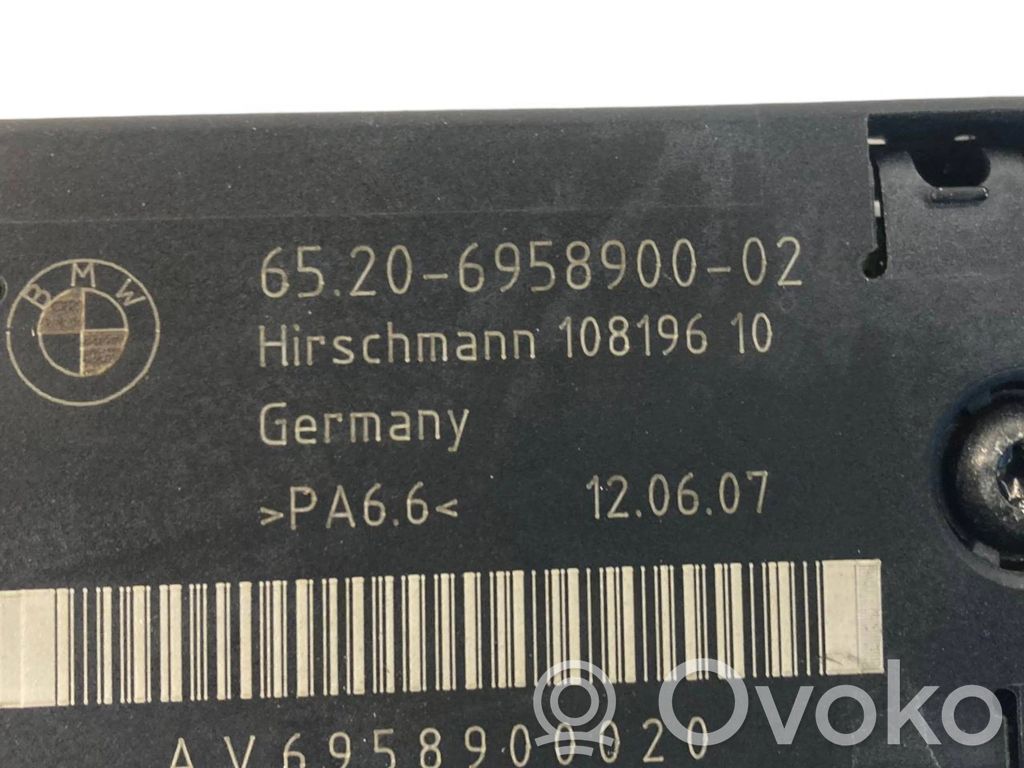 BMW
65.20-6958900-02
Hirschmann 108196 10
Germany
>PA6.6< 12.06.07
AV6958900020
Ovoko